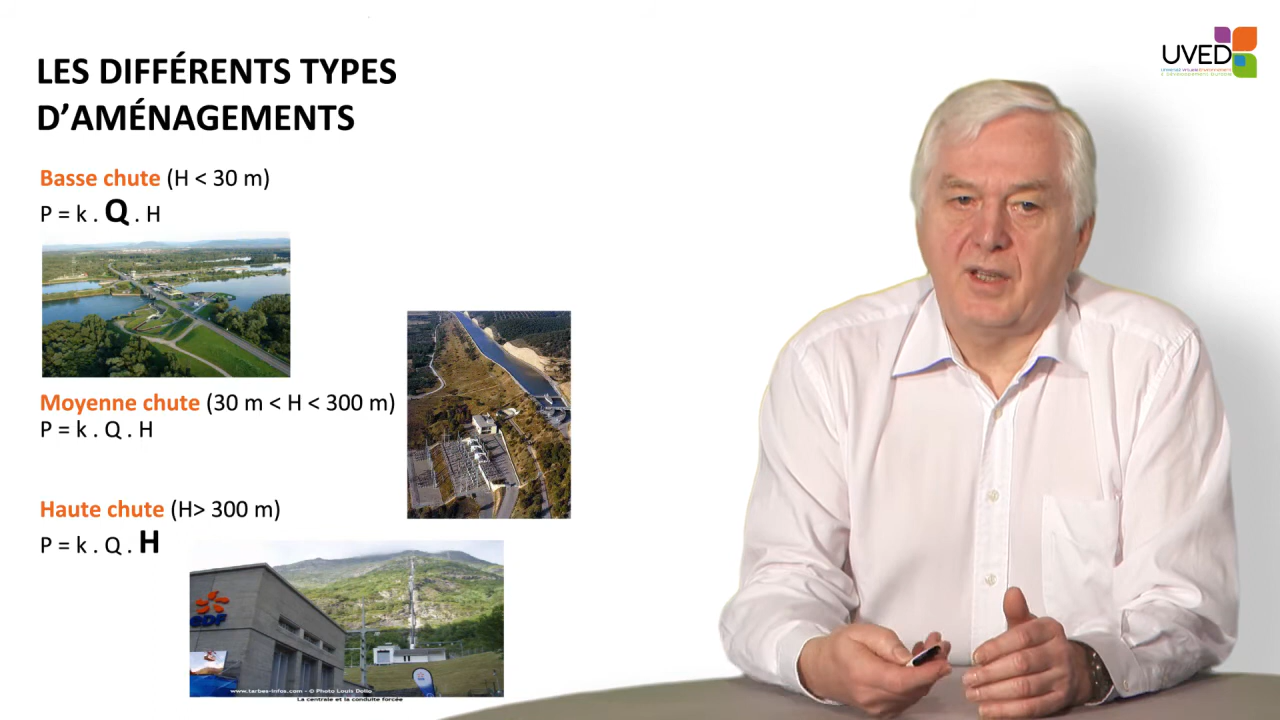 LES DIFFÉRENTS TYPES
D’AMÉNAGEMENTS
UVED
Basse chute (H < 30 m)
P = k . Q . H
Moyenne chute (30 m < H < 300 m)
P = k . Q . H
Haute chute (H> 300 m)
P = k . Q . H
eDF
www.tarbes-infos.com - © Photo Louis Dollo
La centrale et la conduite forcée